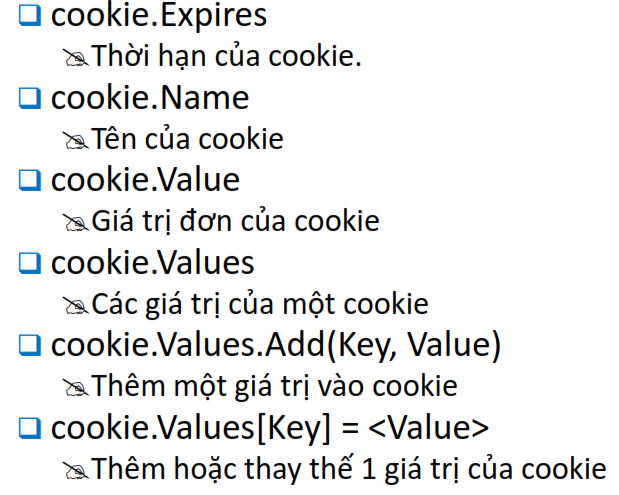 cookie.Expires
Thời hạn của cookie.
cookie.Name
Tên của cookie
cookie.Value
Giá trị đơn của cookie
cookie.Values
Các giá trị của một cookie
cookie.Values.Add(Key, Value)
Thêm một giá trị vào cookie
cookie.Values[Key] = <Value>
Thêm hoặc thay thế 1 giá trị của cookie